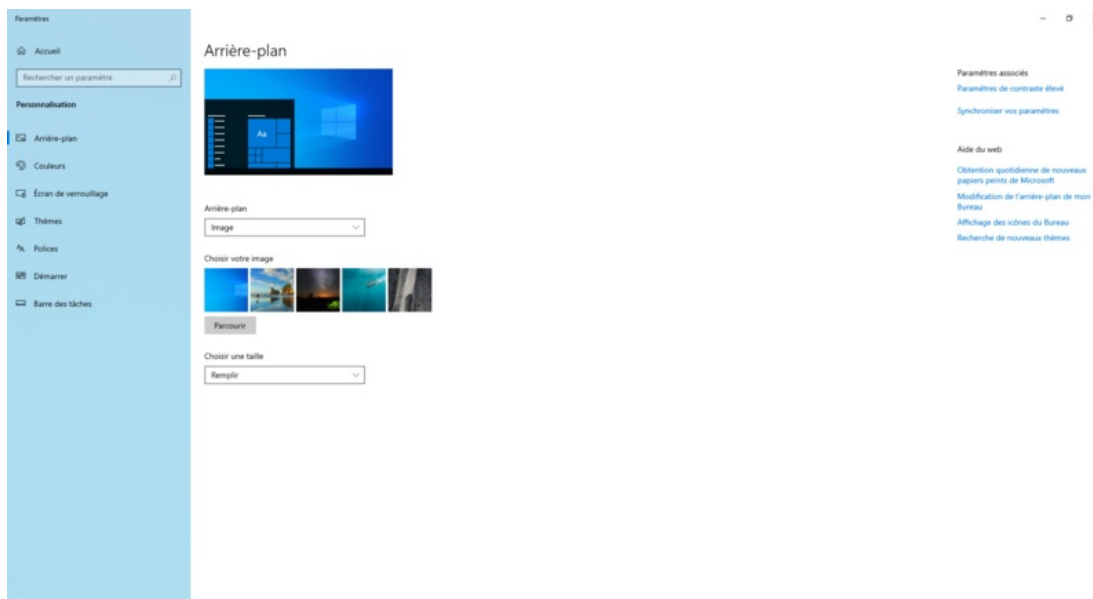 Paramètres
Accueil
Rechercher un paramètre
Personnalisation
Arrière-plan
Couleurs
Écran de verrouillage
Thèmes
Polices
Démarrer
Barre des tâches
Arrière-plan
Aa
Arrière-plan
Image
Choisir votre image
Parcourir
Choisir une taille
Remplir
Paramètres associés
Paramètres de contraste élevé
Synchroniser vos paramètres
Aide du web
Obtention quotidienne de nouveaux
papiers peints de Microsoft
Modification de l'arrière-plan de mon
Bureau
Affichage des icônes du Bureau
Recherche de nouveaux thèmes